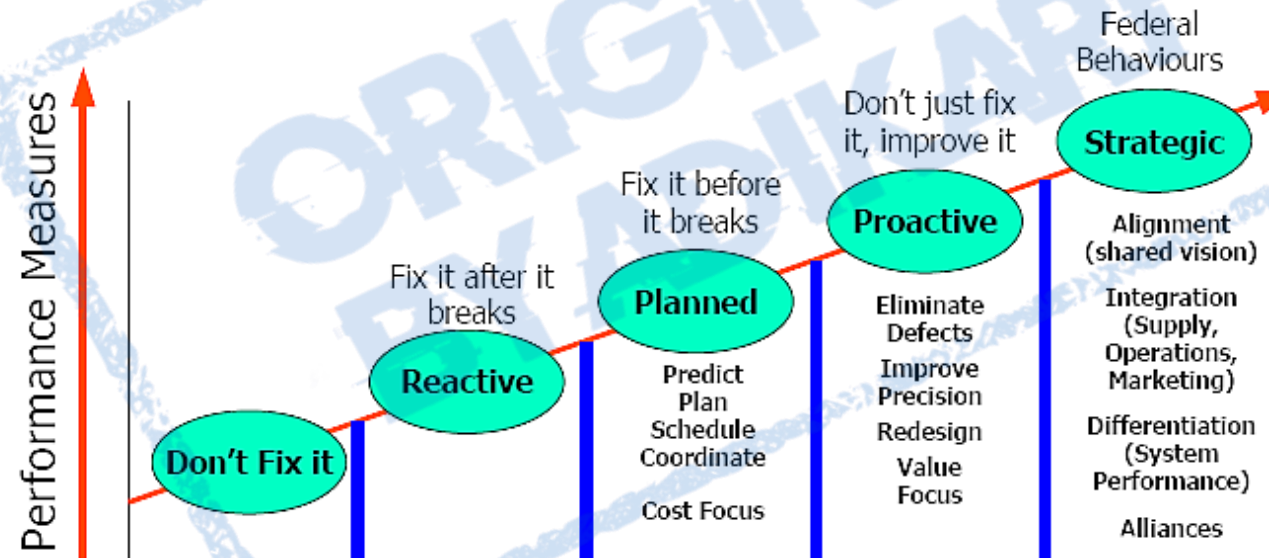 Performance Measures
Don't Fix it
Fix it after it
breaks
Reactive
Fix it before
it breaks
Planned
Predict
Plan
Schedule
Coordinate
Cost Focus
Don't just fix
it, improve it
Proactive
Eliminate
Defects
Improve
Precision
Redesign
Value
Focus
Federal
Behaviours
Strategic
Alignment
(shared vision)
Integration
(Supply,
Operations,
Marketing)
Differentiation
(System
Performance)
Alliances
BYADIKARI